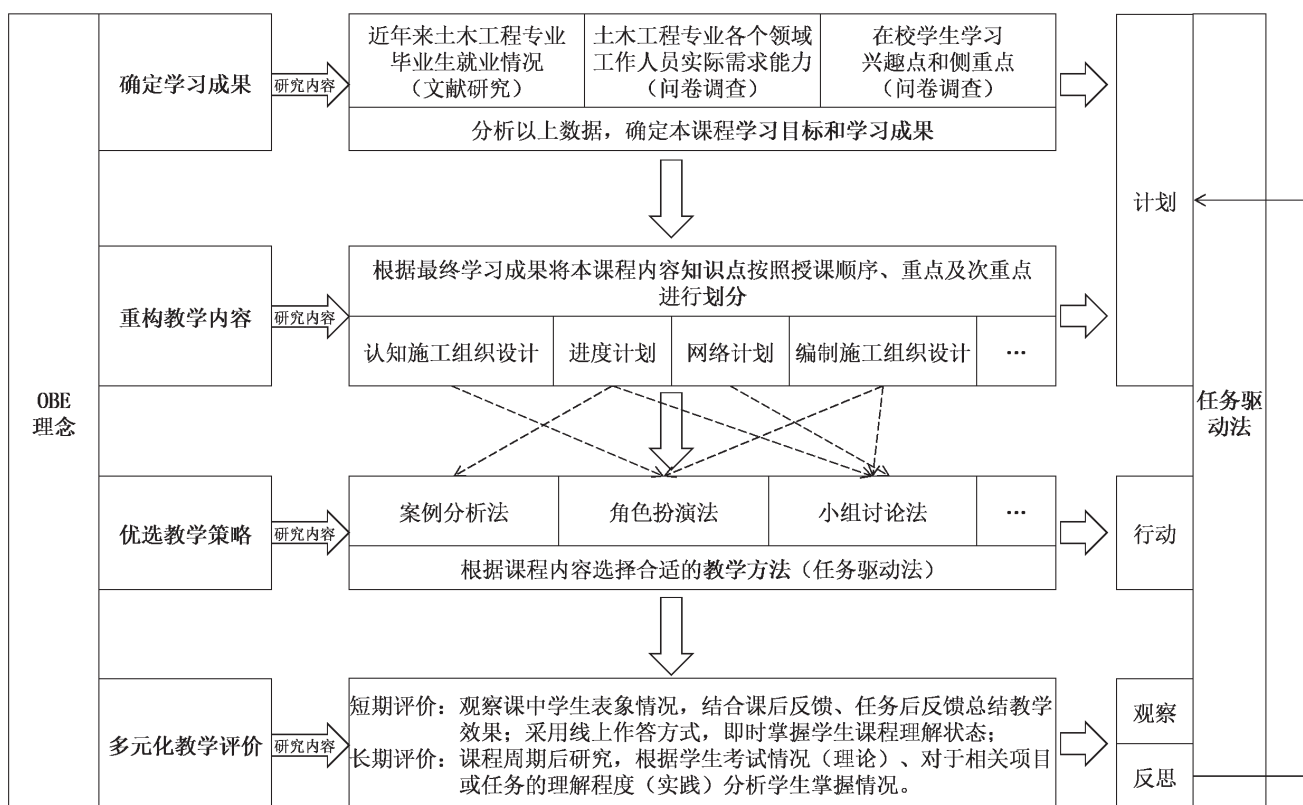 OBE
理念
确定学习成果
研究内容
近年来土木工程专业
毕业生就业情况
（文献研究）
土木工程专业各个领域
工作人员实际需求能力
（问卷调查）
在校学生学习
兴趣点和侧重点
（问卷调查）
分析以上数据，确定本课程学习目标和学习成果
计划
重构教学内容
研究内容
根据最终学习成果将本课程内容知识点按照授课顺序、重点及次重点
进行划分
认知施工组织设计
进度计划
网络计划
编制施工组织设计
…
任务驱
动法
优选教学策略
研究内容
案例分析法
角色扮演法
小组讨论法
…
根据课程内容选择合适的教学方法（任务驱动法）
行动
多元化教学评价
研究内容
短期评价：观察课中学生表象情况，结合课后反馈、任务后反馈总结教学
效果；采用线上作答方式，即时掌握学生课程理解状态；
长期评价：课程周期后研究，根据学生考试情况（理论）、对于相关项目
或任务的理解程度（实践）分析学生掌握情况。
观察
反思